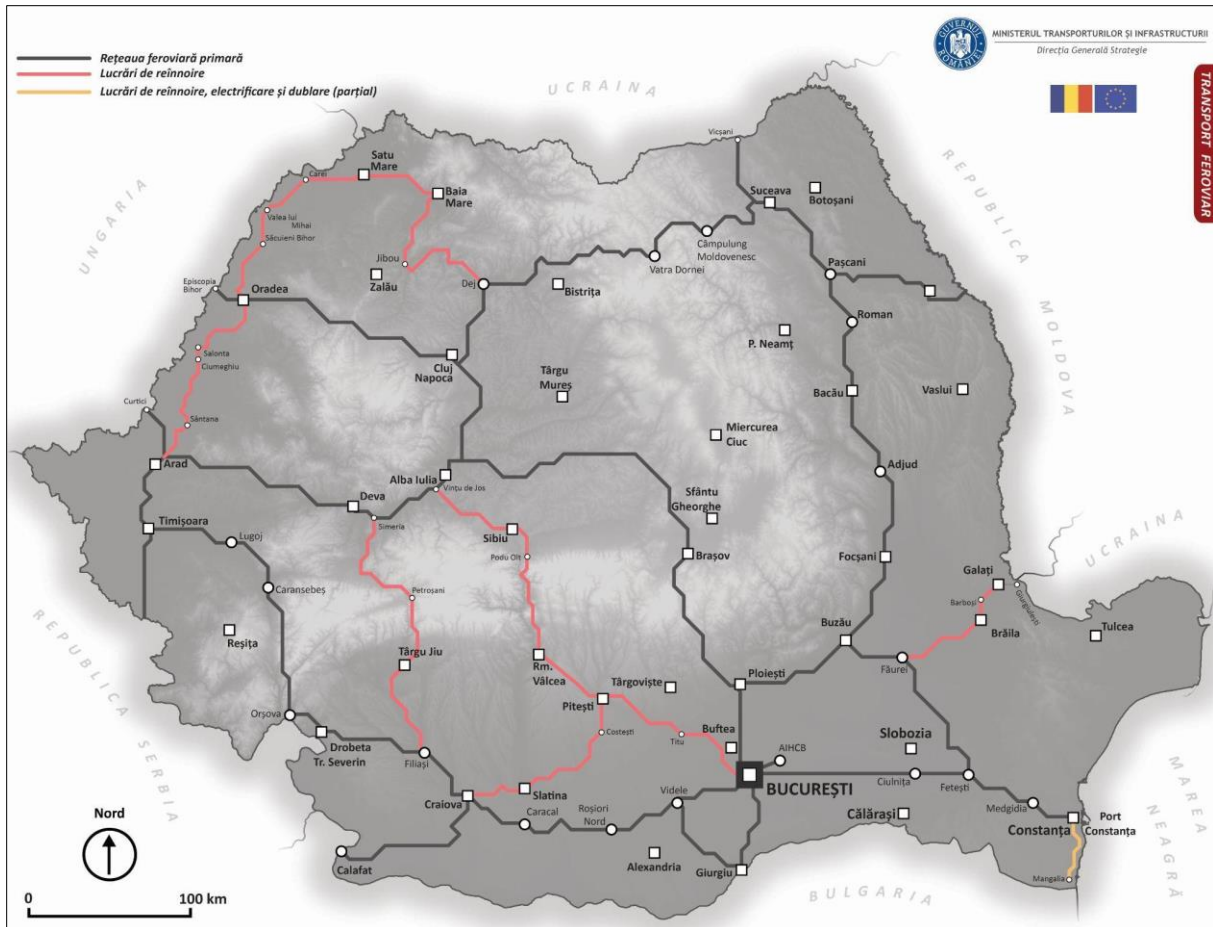 GUVERNUL ROMÂNIEI
MINISTERUL TRANSPORTURILOR ȘI INFRASTRUCTURII
Direcția Generală Strategie
TRANSPORT FEROVIAR
Rețeaua feroviară primară
Lucrări de reînnoire
Lucrări de reînnoire, electrificare și dublare (parțial)
UCRAINA
REPUBLICA MOLDOVA
UNGARIA
Vicșani
Satu
Mare
Carei
Baia
Mare
Suceava
Botoșani
Valea lui
Mihai
Săcuieni Bihor
Câmpulung
Moldovenesc
Jibou
Vatra Dornei
Pașcani
Zalău
Dej
Bistrița
Episcopia
Bihor
Oradea
Roman
P. Neamț
Salonta
Ciumeghiu
Cluj
Napoca
Târgu
Mureș
Bacău
Vaslui
Curtici
Sântana
Miercurea
Ciuc
Arad
Alba Iulia
Vințu de Jos
Adjud
Deva
Simeria
Sfântu
Gheorghe
Timișoara
Lugoj
Sibiu
Podu Olt
Brașov
Focșani
UCRAINA
Galați
Giurgiulești
Caransebeș
Petroșani
Barboși
Brăila
Tulcea
Reșița
Buzău
Târgu Jiu
Rm.
Vâlcea
Făurei
Târgoviște
Ploiești
REPUBLICA SERBIA
Orșova
Pitești
Costești
Titu
Buftea
AIHCB
Slobozia
Drobeta
Tr. Severin
Filiași
BUCUREȘTI
Ciulnița
Fetești
Craiova
Slatina
Videle
Medgidia
Caracal
Roșiori
Nord
Călărași
Constanța
Port
Constanța
MAREA
NEAGRĂ
Nord
Calafat
Alexandria
Giurgiu
Mangalia
BULGARIA
0
100 km